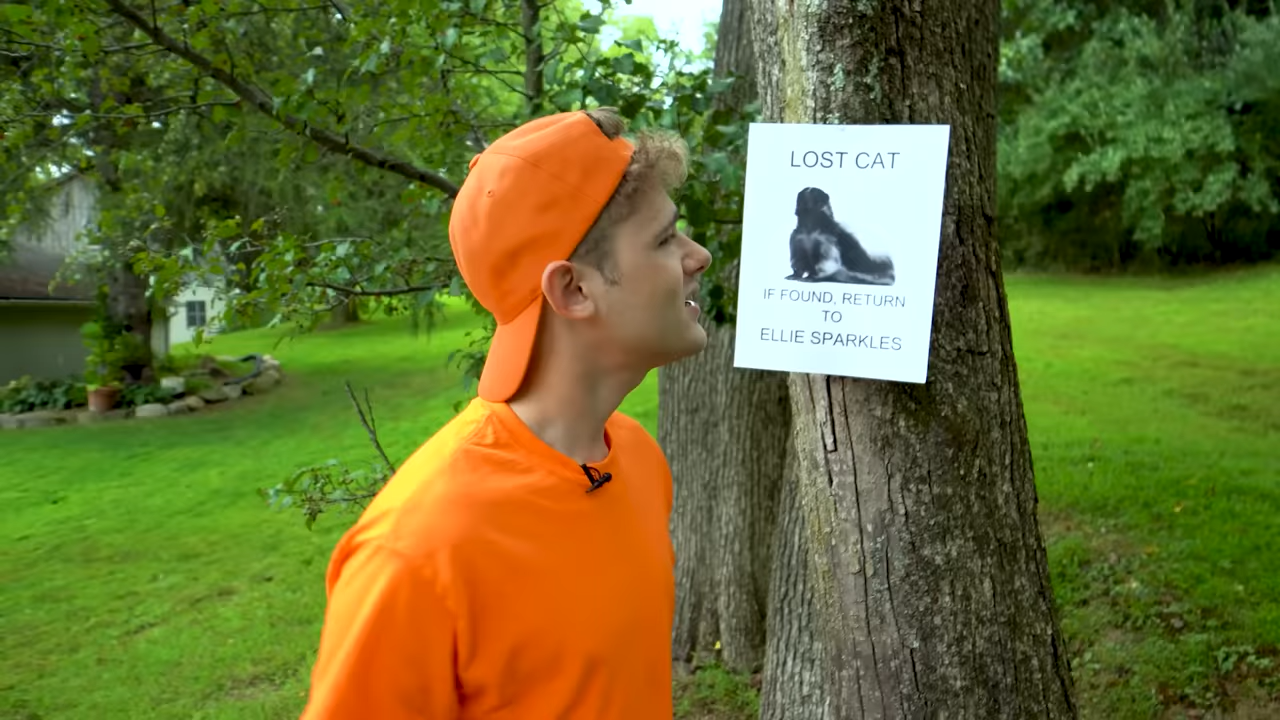 LOST CAT
IF FOUND, RETURN
TO
ELLIE SPARKLES